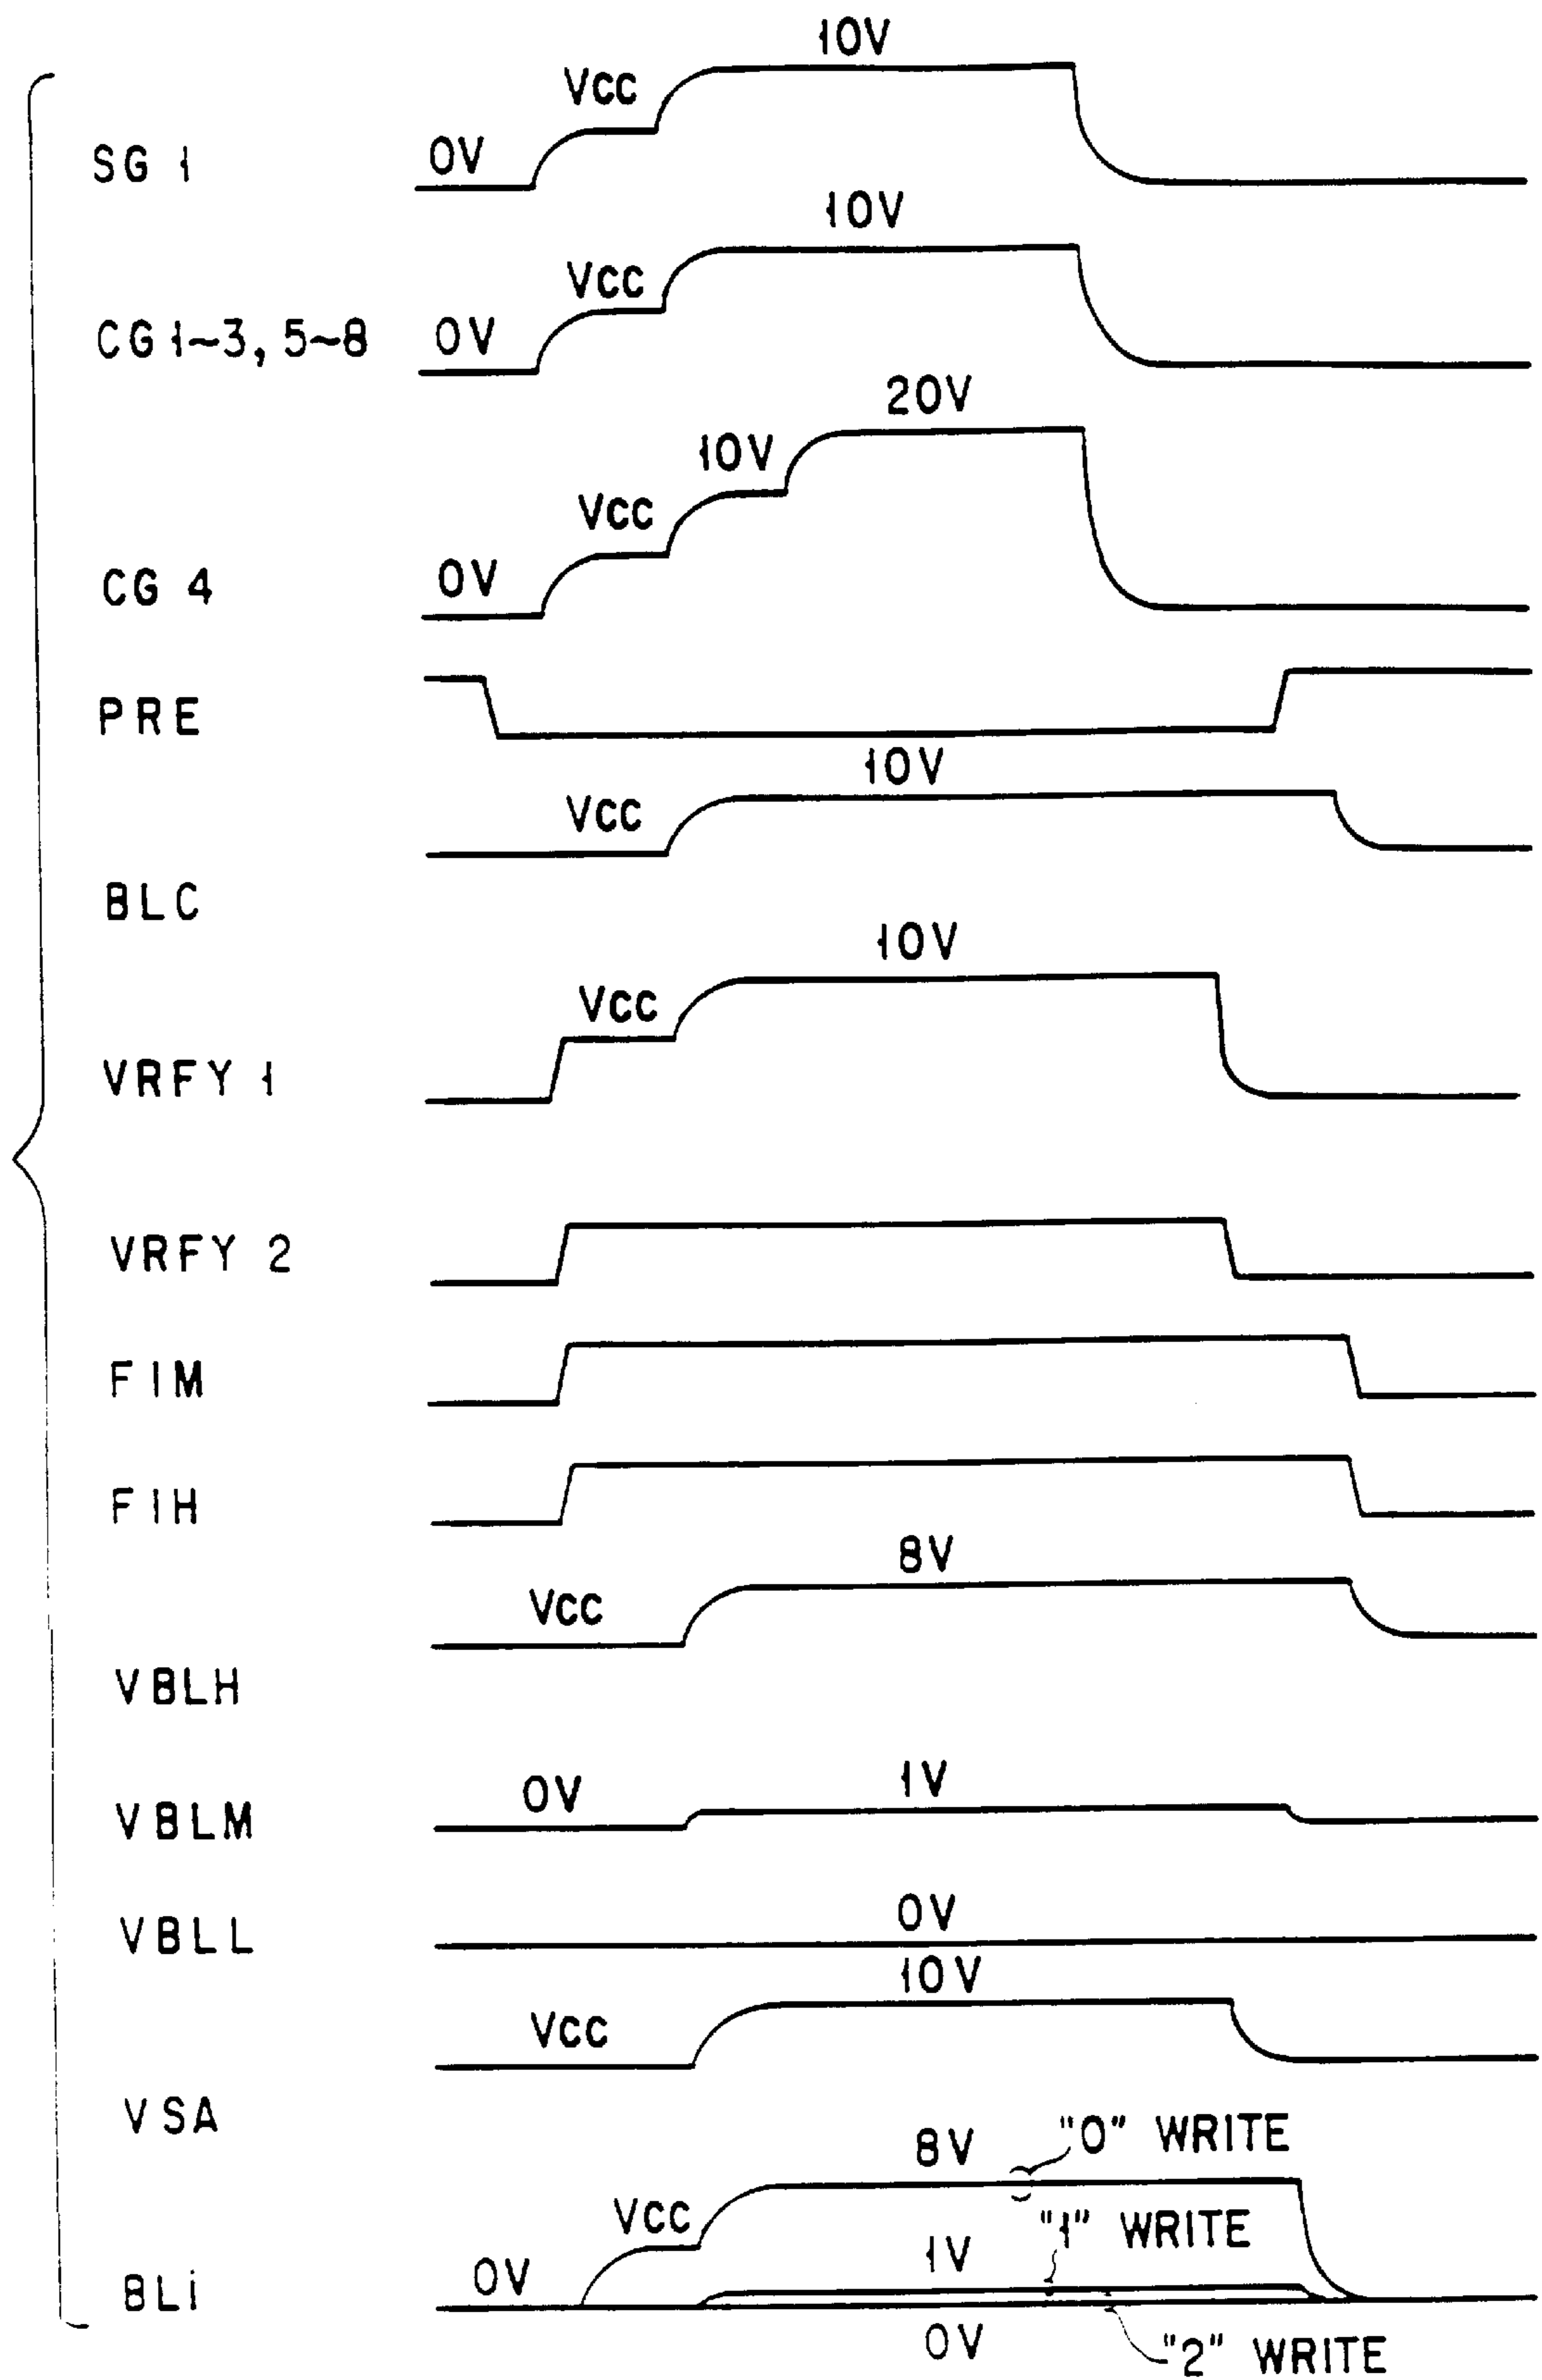 10V
VCC
0V
SG 1
10V
VCC
0V
CG 1~3, 5~8
20V
10V
VCC
0V
CG 4
PRE
10V
VCC
BLC
10V
VCC
VRFY 1
VRFY 2
FIM
FIH
8V
VCC
VBLH
1V
0V
VBLM
0V
VBLL
10V
VCC
VSA
"0" WRITE
8V
VCC
"1" WRITE
1V
0V
BLi
0V
"2" WRITE